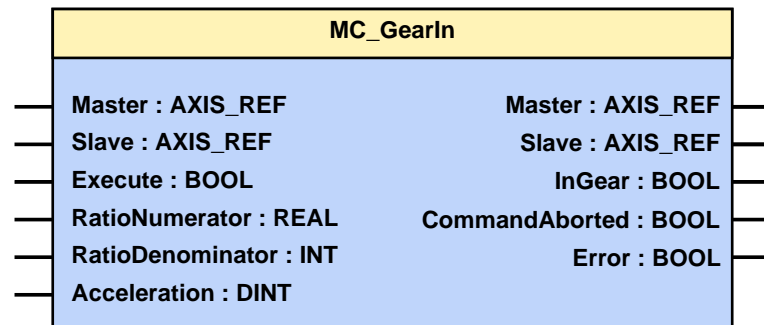 MC_GearIn
Master : AXIS_REF Master : AXIS_REF
Slave : AXIS_REF Slave : AXIS_REF
Execute : BOOL InGear : BOOL
RatioNumerator : REAL CommandAborted : BOOL
RatioDenominator : INT Error : BOOL
Acceleration : DINT